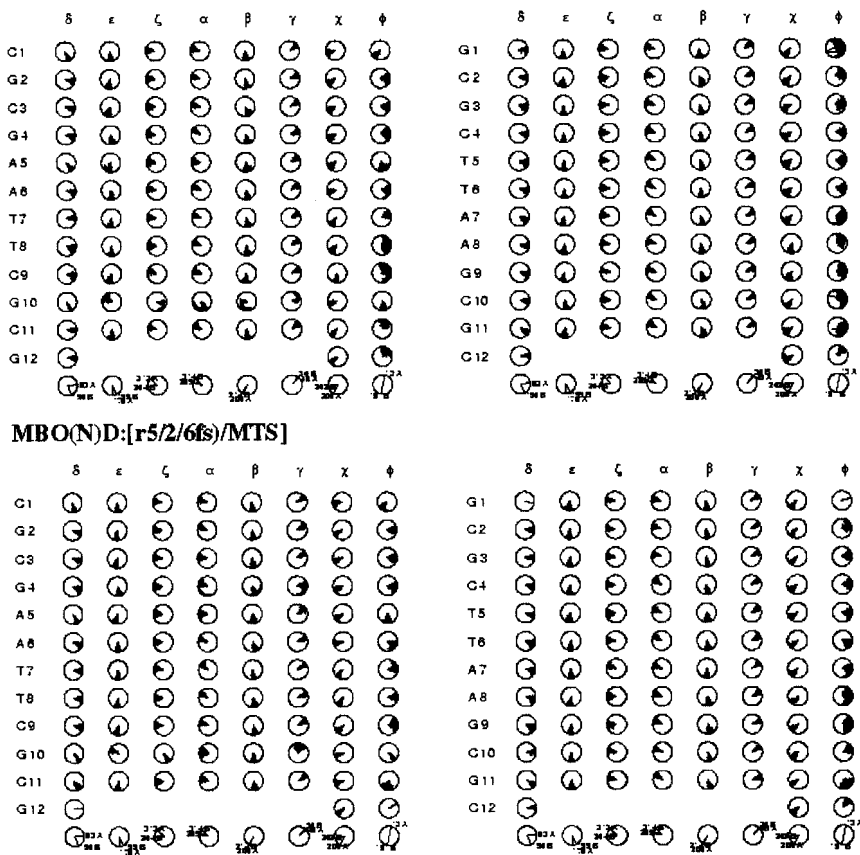 δ ε ζ α β γ χ ϕ
C1
G2
C3
G4
A5
A6
T7
T8
C9
G10
C11
G12
δ ε ζ α β γ χ ϕ
G1
C2
G3
C4
T5
T6
A7
A8
G9
C10
G11
C12
MBO(N)D:[r5/2/6fs)/MTS]
δ ε ζ α β γ χ ϕ
C1
G2
C3
G4
A5
A6
T7
T8
C9
G10
C11
G12
δ ε ζ α β γ χ ϕ
G1
C2
G3
C4
T5
T6
A7
A8
G9
C10
G11
C12